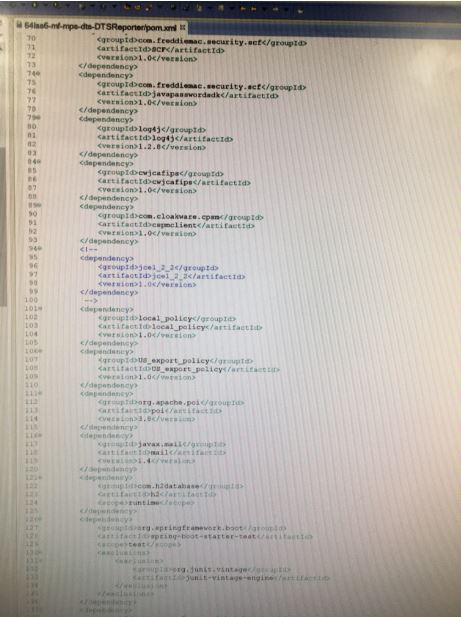 64las6-mf-mps-dts-DTSReporter/pom.xml
70 <groupId>com.freddiemac.security.scf</groupId>
71 <artifactId>SCF</artifactId>
72 <version>1.0</version>
73 </dependency>
74 <dependency>
75 <groupId>com.freddiemac.security.scf</groupId>
76 <artifactId>javapasswordsdk</artifactId>
77 <version>1.0</version>
78 </dependency>
79 <dependency>
80 <groupId>log4j</groupId>
81 <artifactId>log4j</artifactId>
82 <version>1.2.8</version>
83 </dependency>
84 <dependency>
85 <groupId>cwjcafips</groupId>
86 <artifactId>cwjcafips</artifactId>
87 <version>1.0</version>
88 </dependency>
89 <dependency>
90 <groupId>com.cloakware.cpsm</groupId>
91 <artifactId>cspmclient</artifactId>
92 <version>1.0</version>
93 </dependency>
94 <!--
95 <dependency>
96 <groupId>jce1_2_2</groupId>
97 <artifactId>jce1_2_2</artifactId>
98 <version>1.0</version>
99 </dependency>
100 -->
101 <dependency>
102 <groupId>local_policy</groupId>
103 <artifactId>local_policy</artifactId>
104 <version>1.0</version>
105 </dependency>
106 <dependency>
107 <groupId>US_export_policy</groupId>
108 <artifactId>US_export_policy</artifactId>
109 <version>1.0</version>
110 </dependency>
111 <dependency>
112 <groupId>org.apache.poi</groupId>
113 <artifactId>poi</artifactId>
114 <version>3.8</version>
115 </dependency>
116 <dependency>
117 <groupId>javax.mail</groupId>
118 <artifactId>mail</artifactId>
119 <version>1.4</version>
120 </dependency>
121 <dependency>
122 <groupId>com.h2database</groupId>
123 <artifactId>h2</artifactId>
124 <scope>runtime</scope>
125 </dependency>
126 <dependency>
127 <groupId>org.springframework.boot</groupId>
128 <artifactId>spring-boot-starter-test</artifactId>
129 <scope>test</scope>
130 <exclusions>
131 <exclusion>
132 <groupId>org.junit.vintage</groupId>
133 <artifactId>junit-vintage-engine</artifactId>
134 </exclusion>
135 </exclusions>
136 </dependency>
137 <dependency>